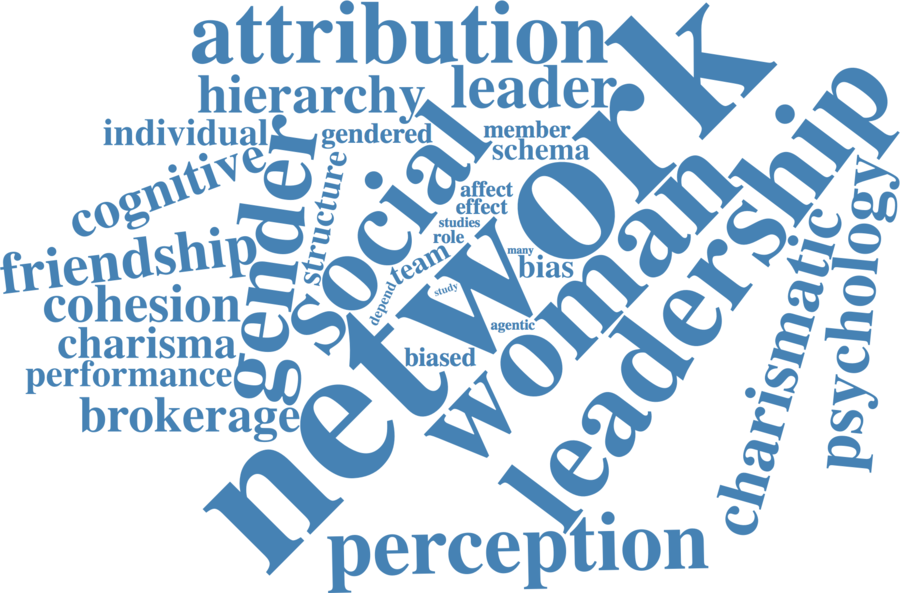 attribution
hierarchy
leader
individual
gendered
member
schema
cognitive
gender
structure
social
network
affect
effect
studies
role
many
bias
team
study
depend
agentic
biased
woman
leadership
friendship
cohesion
charisma
performance
brokerage
charismatic
psychology
perception